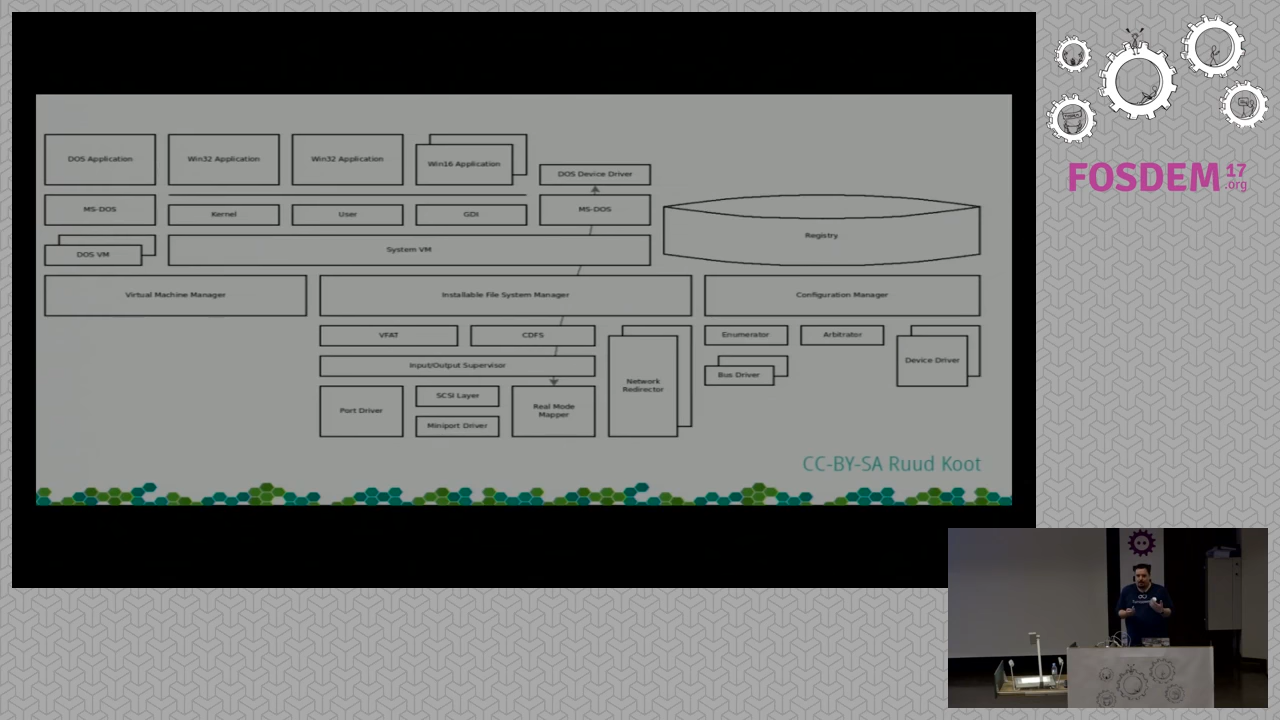 DOS Application
Win32 Application
Win32 Application
Win16 Application
DOS Device Driver
MS-DOS
Kernel
User
GDI
MS-DOS
Registry
DOS VM
System VM
Virtual Machine Manager
Installable File System Manager
Configuration Manager
VFAT
CDFS
Enumerator
Arbitrator
Input/Output Supervisor
Network
Redirector
Bus Driver
Device Driver
Port Driver
SCSI Layer
Real Mode
Mapper
Miniport Driver
CC-BY-SA Ruud Koot
FOSDEM 17
.org